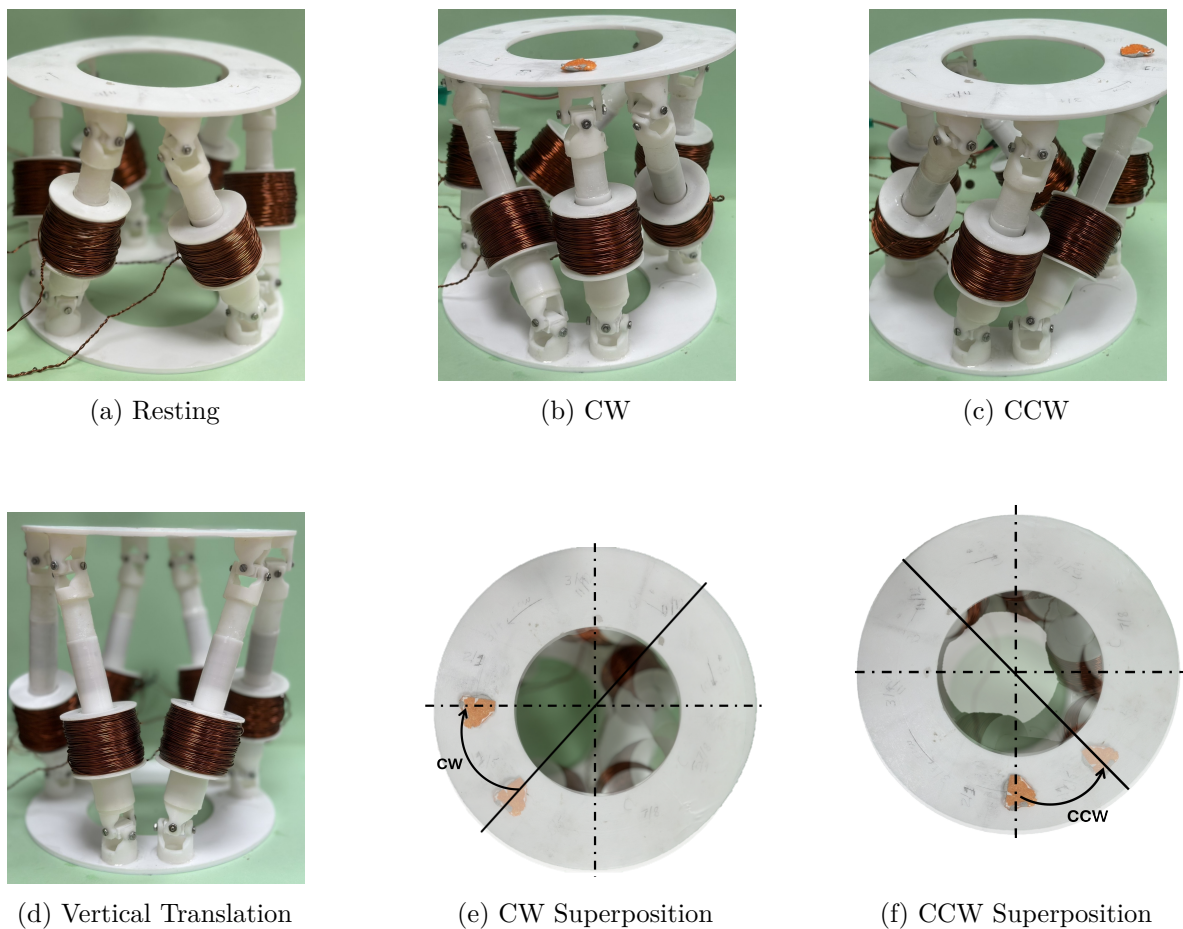 (a) Resting
(b) CW
(c) CCW
CW
CCW
(d) Vertical Translation
(e) CW Superposition
(f) CCW Superposition